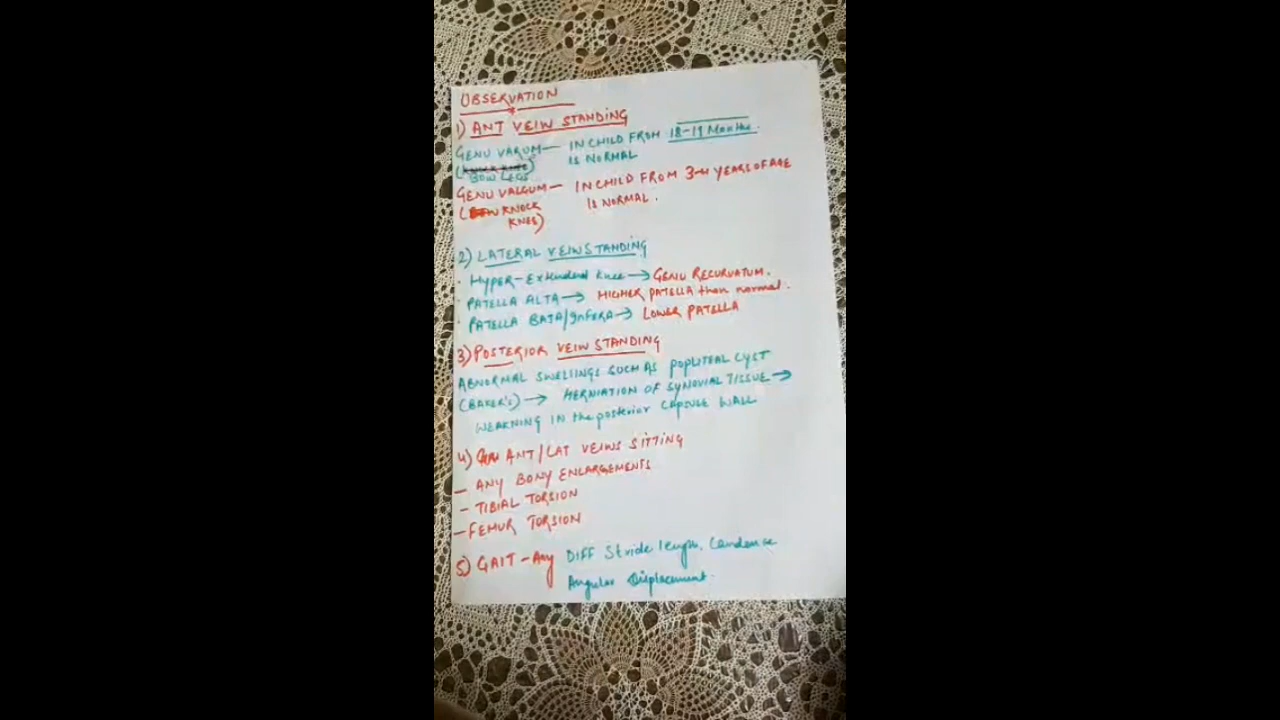 OBSERVATION
1) ANT VEIW STANDING
GENU VARUM — IN CHILD FROM 18-19 Months.
(BOW LEGS) IS NORMAL
GENU VALGUM — IN CHILD FROM 3-4 YEARS OF AGE
(KNOCK IS NORMAL.
KNEES)
2) LATERAL VEIW STANDING
· HYPER-Extended knee → GENU RECURVATUM.
· PATELLA ALTA → HIGHER PATELLA than normal.
· PATELLA BAJA/INFERA → LOWER PATELLA
3) POSTERIOR VEIW STANDING
ABNORMAL SWELLINGS SUCH AS POPLITEAL CYST
(BAKER'S) → HERNIATION OF SYNOVIAL TISSUE →
WEAKNING IN the posterior CAPSULE WALL
4) ANT/LAT VEIWS SITTING
— ANY BONY ENLARGEMENTS
— TIBIAL TORSION
— FEMUR TORSION
5) GAIT - Any DIFF Stride length, Candense
Angular Displacement.